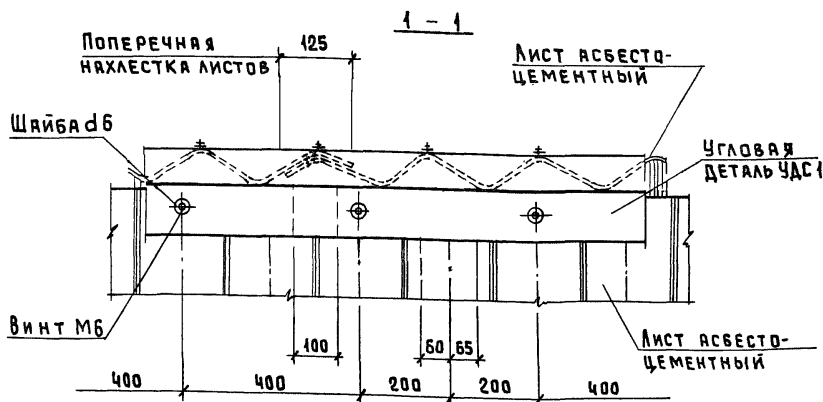 1 - 1
Поперечная
нахлестка листов
125
Лист асбесто-
цементный
Шайба d6
Угловая
деталь УДС1
Винт М6
100
60
65
Лист асбесто-
цементный
400
400
200
200
400